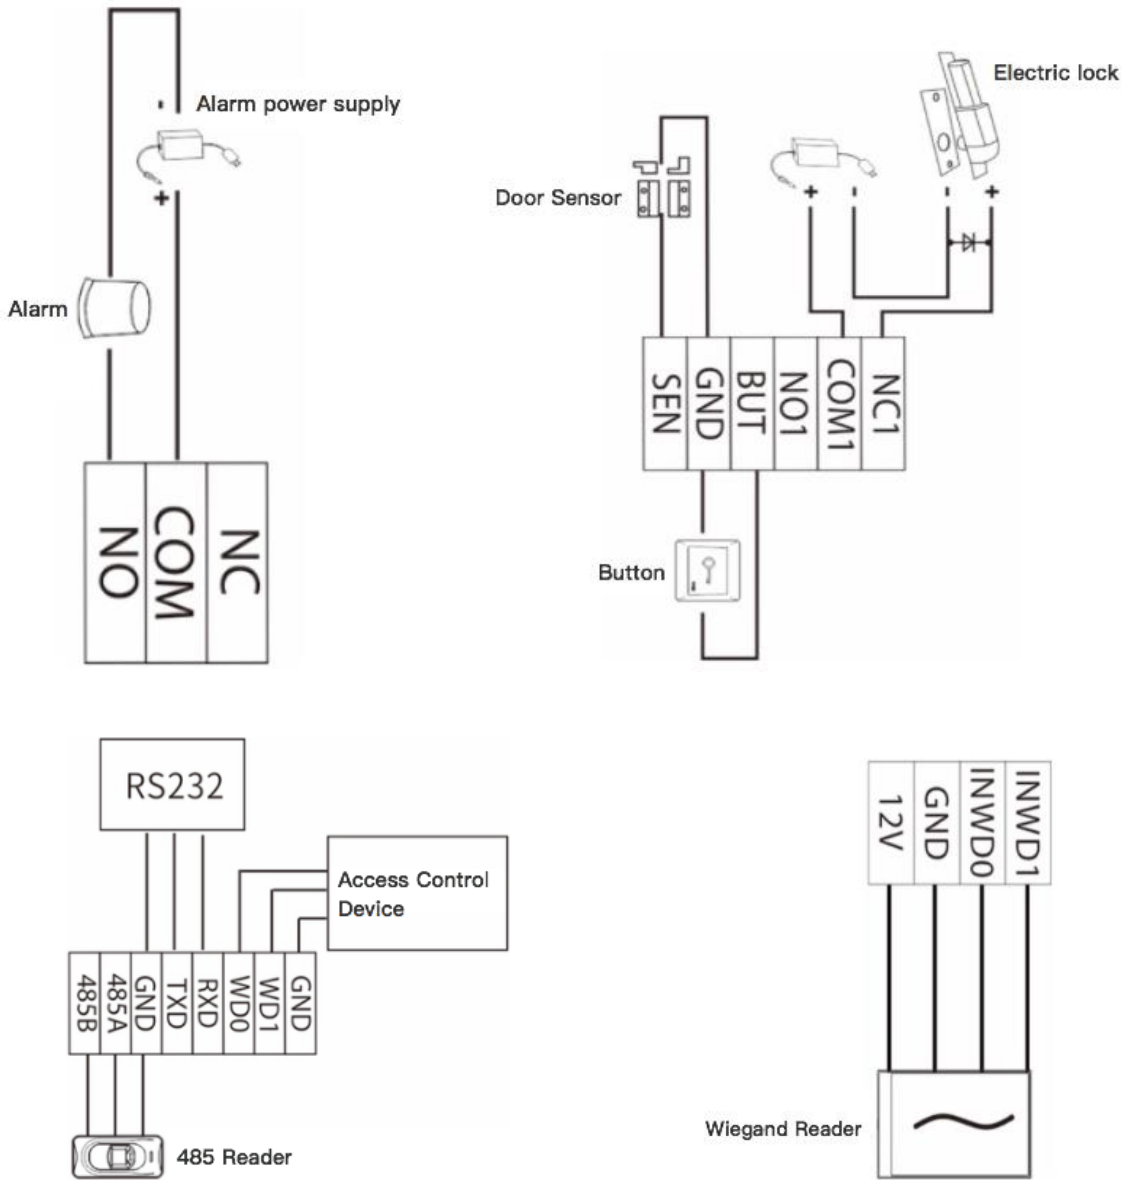 -
Alarm power supply
+
Alarm
NO
COM
NC
Electric lock
Door Sensor
+
-
-
+
SEN
GND
BUT
NO1
COM1
NC1
Button
RS232
Access Control
Device
485B
485A
GND
TXD
RXD
WD0
WD1
GND
485 Reader
12V
GND
INWD0
INWD1
Wiegand Reader